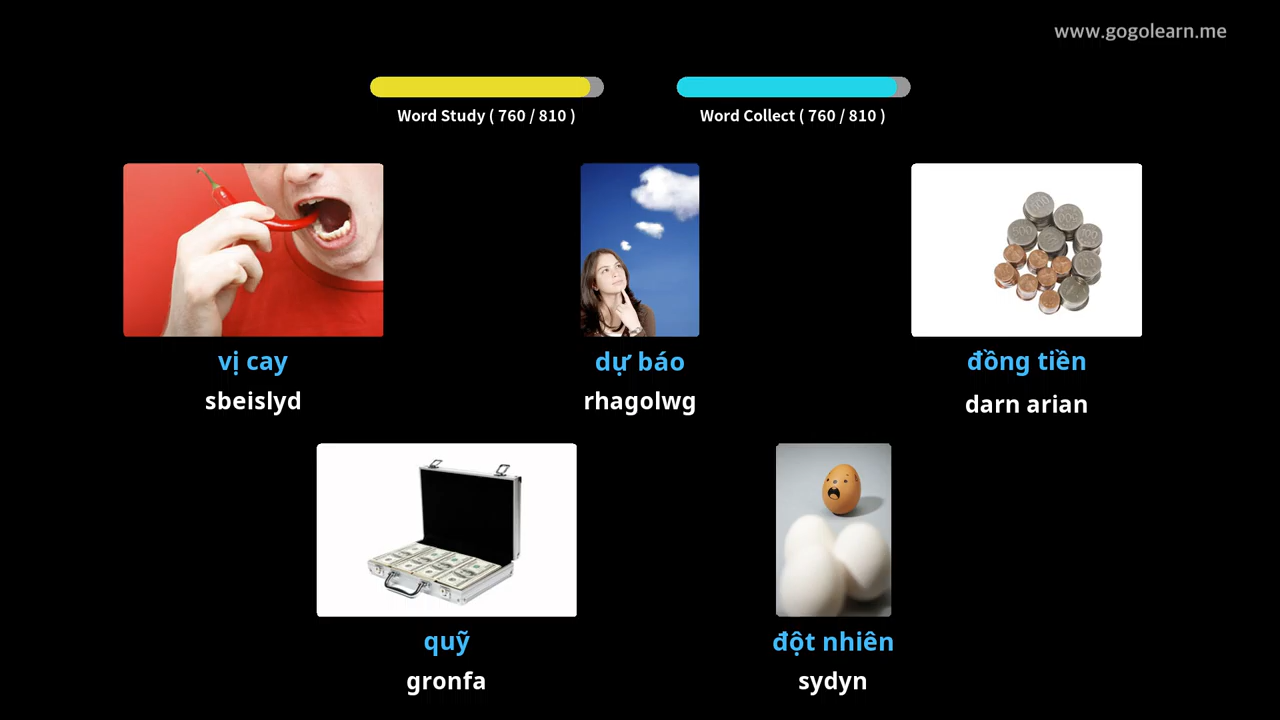 www.gogolearn.me
Word Study ( 760 / 810 )
Word Collect ( 760 / 810 )
vị cay
dự báo
đồng tiền
sbeislyd
rhagolwg
darn arian
quỹ
đột nhiên
gronfa
sydyn